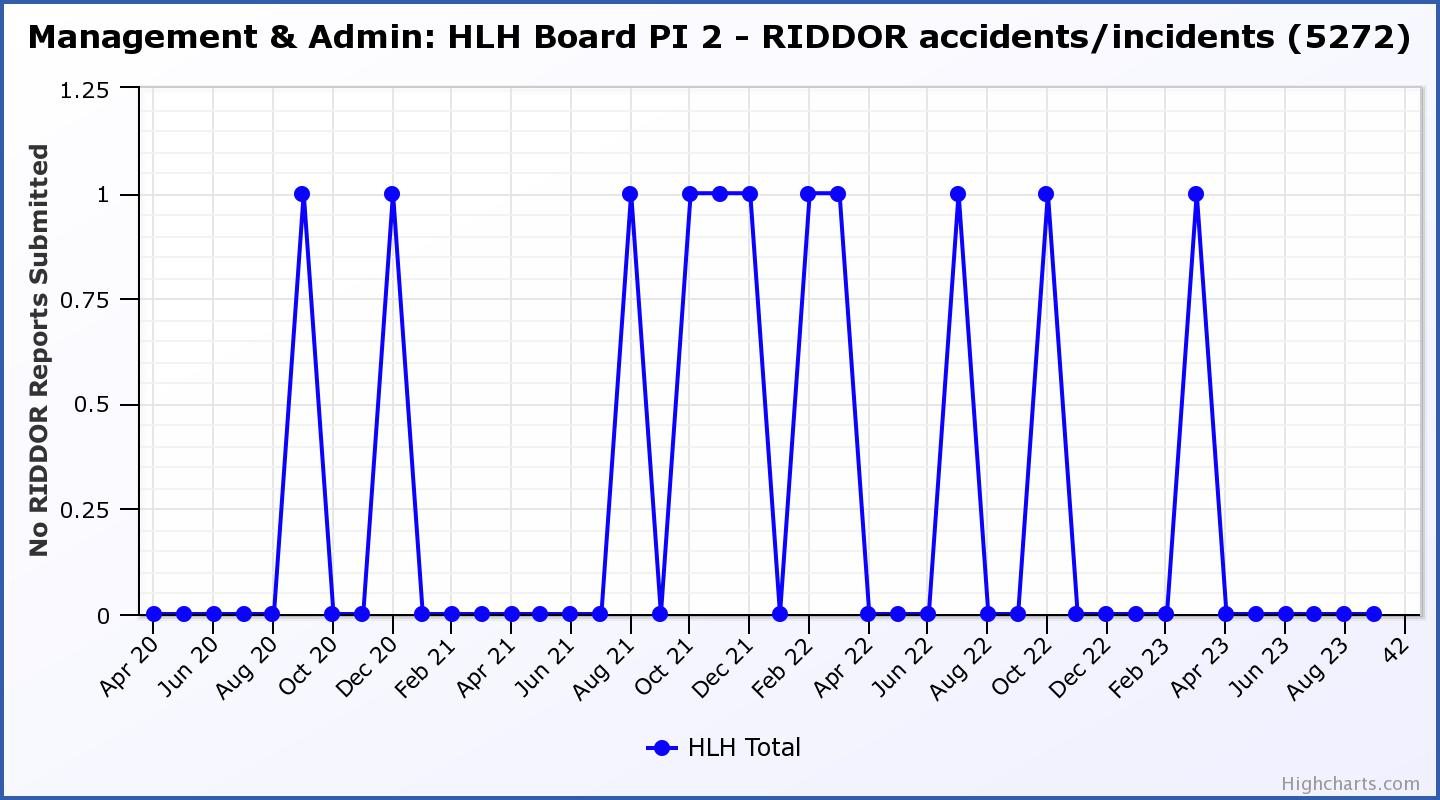 Management & Admin: HLH Board PI 2 - RIDDOR accidents/incidents (5272)
No RIDDOR Reports Submitted
1.25
1
0.75
0.5
0.25
0
Apr 20
Jun 20
Aug 20
Oct 20
Dec 20
Feb 21
Apr 21
Jun 21
Aug 21
Oct 21
Dec 21
Feb 22
Apr 22
Jun 22
Aug 22
Oct 22
Dec 22
Feb 23
Apr 23
Jun 23
Aug 23
42
HLH Total
Highcharts.com